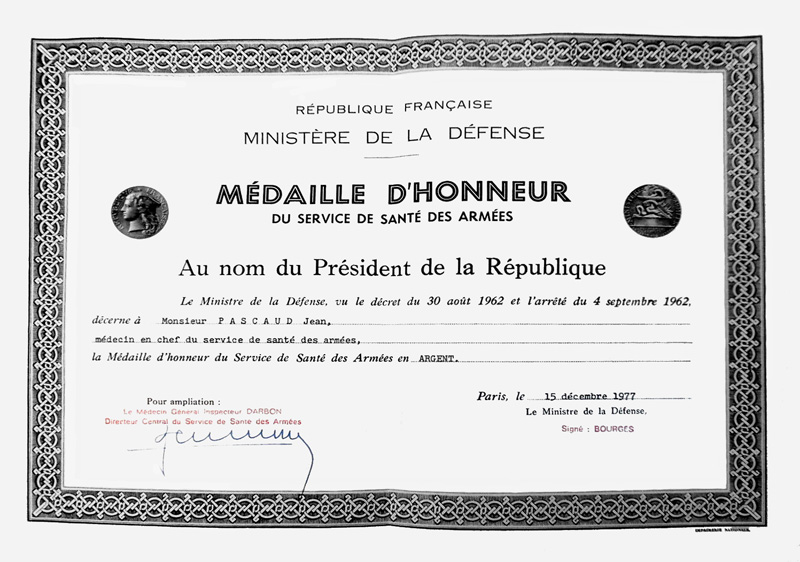 RÉPUBLIQUE FRANÇAISE
MINISTÈRE DE LA DÉFENSE
MÉDAILLE D'HONNEUR
DU SERVICE DE SANTÉ DES ARMÉES
Au nom du Président de la République
Le Ministre de la Défense, vu le décret du 30 août 1962 et l'arrêté du 4 septembre 1962,
décerne à Monsieur P A S C A U D Jean,
médecin en chef du service de santé des armées,
la Médaille d'honneur du Service de Santé des Armées en ARGENT.
Paris, le 15 décembre 1977
Le Ministre de la Défense,
Signé : BOURGES
Pour ampliation :
Le Médecin Général Inspecteur DARBON
Directeur Central du Service de Santé des Armées
IMPRIMERIE NATIONALE.